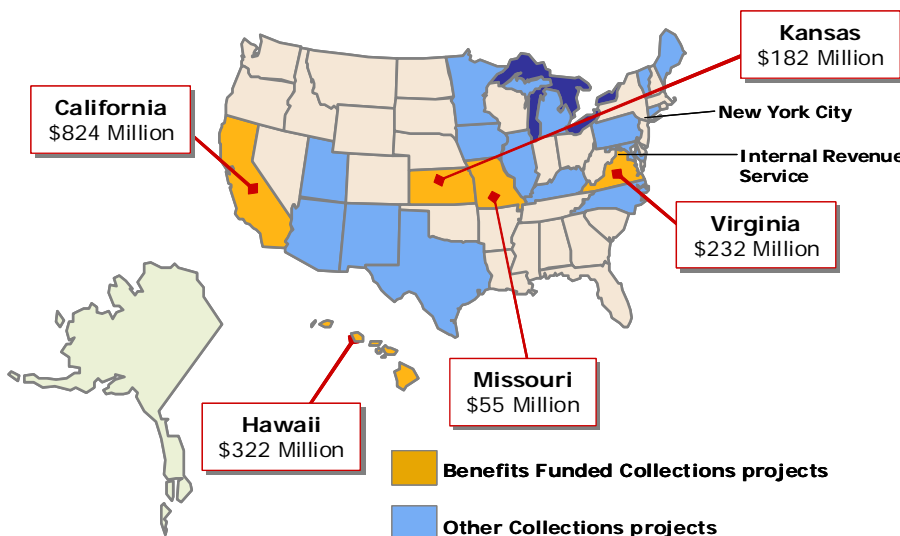 Kansas
$182 Million
California
$824 Million
New York City
Internal Revenue
Service
Virginia
$232 Million
Missouri
$55 Million
Hawaii
$322 Million
Benefits Funded Collections projects
Other Collections projects